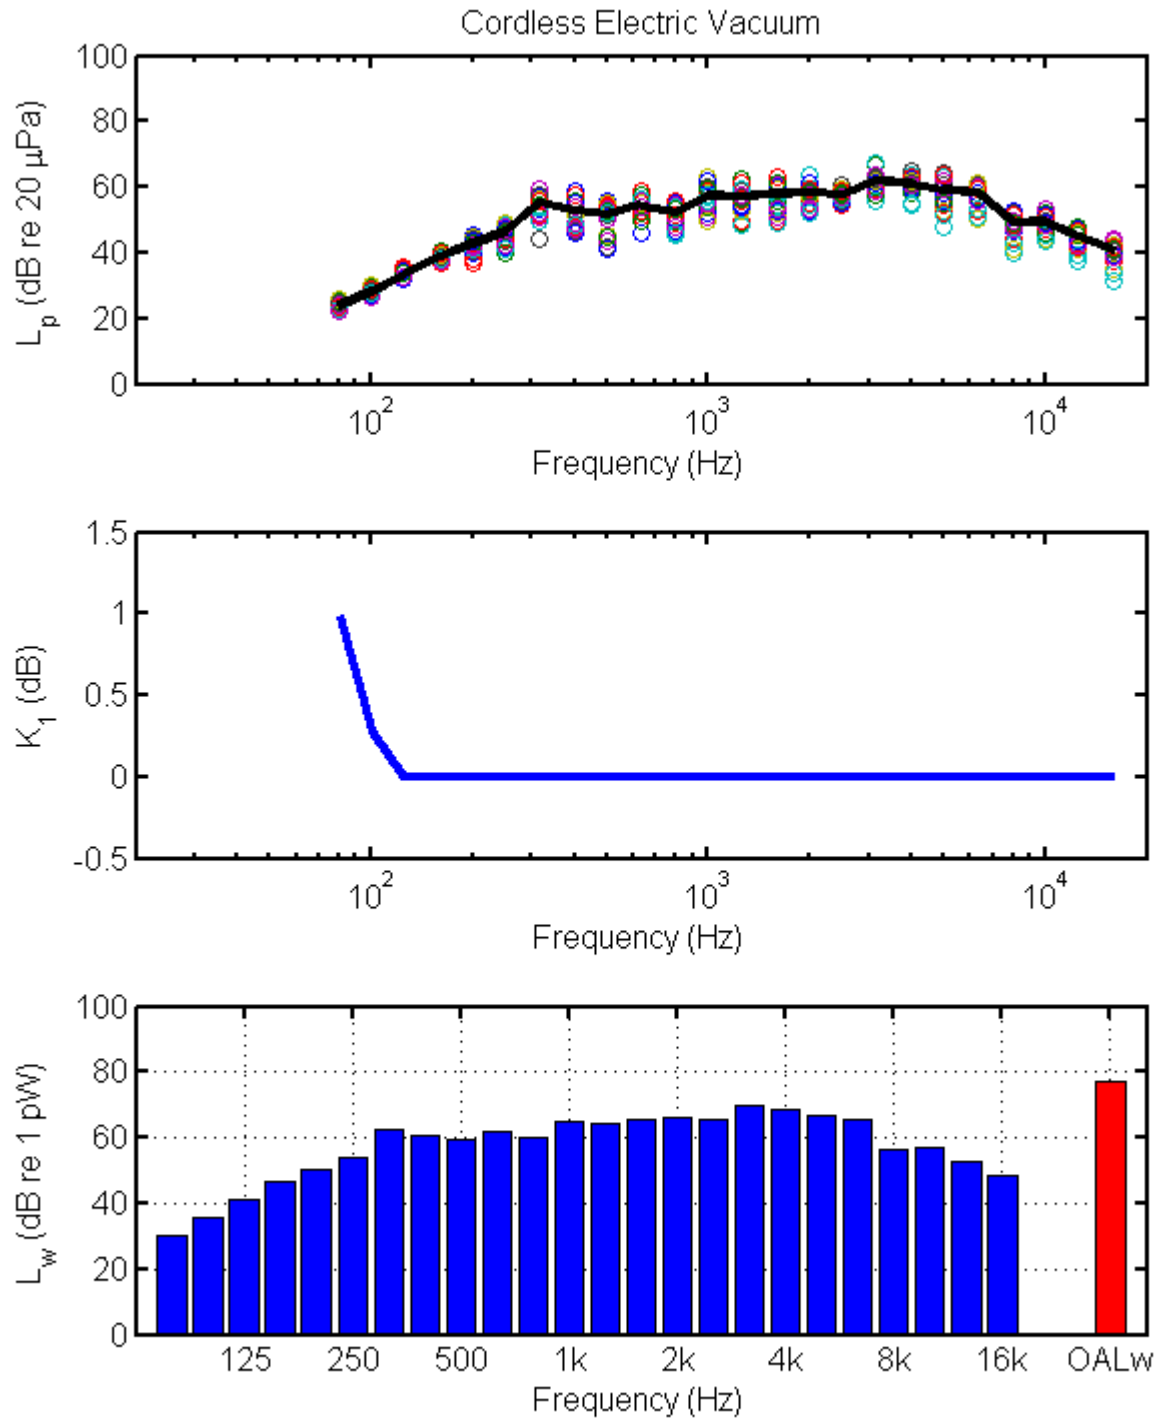 Cordless Electric Vacuum
L_p (dB re 20 μPa)
100
80
60
40
20
0
10^2 10^3 10^4
Frequency (Hz)
K_1 (dB)
1.5
1
0.5
0
-0.5
10^2 10^3 10^4
Frequency (Hz)
L_w (dB re 1 pW)
100
80
60
40
20
0
125 250 500 1k 2k 4k 8k 16k OALw
Frequency (Hz)